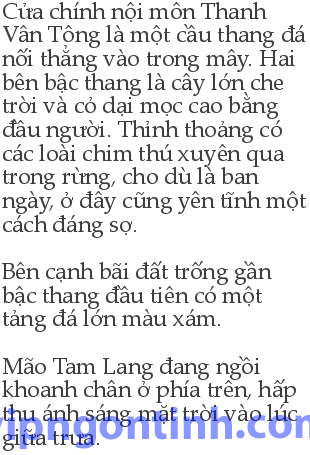 Cửa chính nội môn Thanh
Vân Tông là một cầu thang đá
nối thẳng vào trong mây. Hai
bên bậc thang là cây lớn che
trời và cỏ dại mọc cao bằng
đầu người. Thỉnh thoảng có
các loài chim thú xuyên qua
trong rừng, cho dù là ban
ngày, ở đây cũng yên tĩnh một
cách đáng sợ.
Bên cạnh bãi đất trống gần
bậc thang đầu tiên có một
tảng đá lớn màu xám.
Mão Tam Lang đang ngồi
khoanh chân ở phía trên, hấp
thu ánh sáng mặt trời vào lúc
giữa trưa.
vipngontinh.com